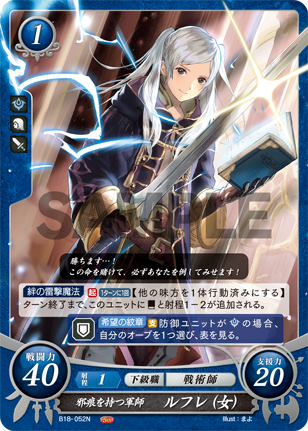 1
SAMPLE
勝ちます…!
この命を賭けて、必ずあなたを倒してみせます!
絆の雷撃魔法 起 1ターンに1回 【他の味方を1体行動済みにする】
ターン終了まで、このユニットに と射程1－2が追加される。
希望の紋章 支 防御ユニットが の場合、
自分のオーブを1つ選び、表を見る。
戦闘力
40
射程 1 下級職 戦術師
支援力
20
邪痕を持つ軍師 ルフレ(女)
B18-052N
Illust：まよ